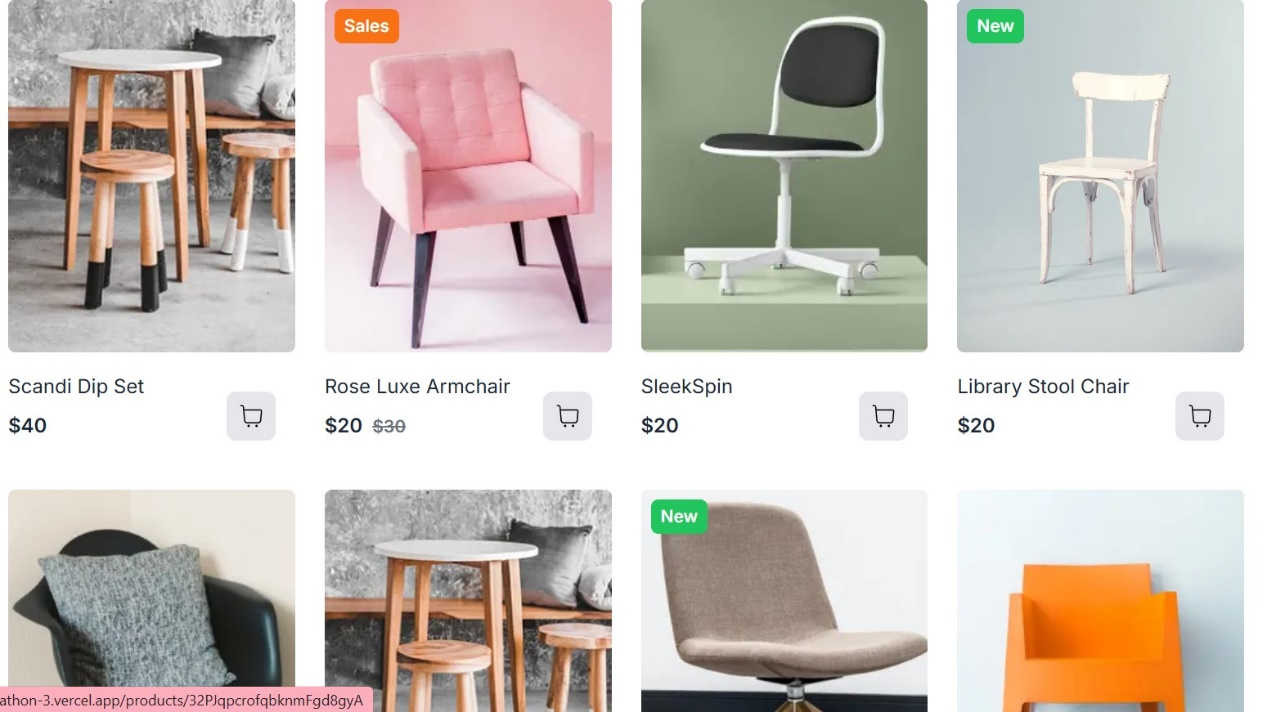 Sales
New
Scandi Dip Set
$40
Rose Luxe Armchair
$20 $30
SleekSpin
$20
Library Stool Chair
$20
New
athon-3.vercel.app/products/32PJqpcrofqbknmFgd8gyA